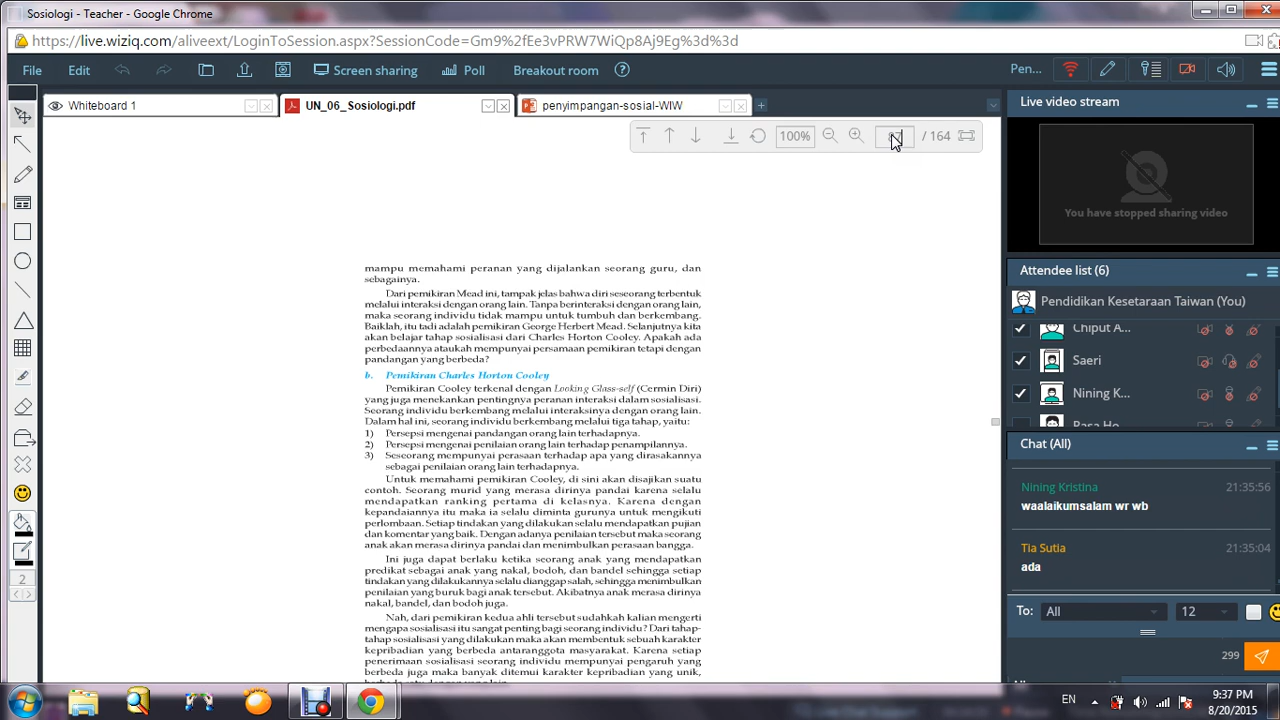 Sosiologi - Teacher - Google Chrome
https://live.wiziq.com/aliveext/LoginToSession.aspx?SessionCode=Gm9%2fEe3vPRW7WiQp8Aj9Eg%3d%3d
File Edit Screen sharing Poll Breakout room Pen...
Whiteboard 1 UN_06_Sosiologi.pdf penyimpangan-sosial-WIW
100% / 164
Live video stream
You have stopped sharing video
mampu memahami peranan yang dijalankan seorang guru, dan
sebagainya.
Dari pemikiran Mead ini, tampak jelas bahwa diri seseorang terbentuk
melalui interaksi dengan orang lain. Tanpa berinteraksi dengan orang lain,
maka seorang individu tidak mampu untuk tumbuh dan berkembang.
Baiklah, itu tadi adalah pemikiran George Herbert Mead. Selanjutnya kita
akan belajar tahap sosialisasi dari Charles Horton Cooley. Apakah ada
perbedaannya ataukah mempunyai persamaan pemikiran tetapi dengan
pandangan yang berbeda?
b. Pemikiran Charles Horton Cooley
Pemikiran Cooley terkenal dengan Looking Glass-self (Cermin Diri)
yang juga menekankan pentingnya peranan interaksi dalam sosialisasi.
Seorang individu berkembang melalui interaksinya dengan orang lain.
Dalam hal ini, seorang individu berkembang melalui tiga tahap, yaitu:
1) Persepsi mengenai pandangan orang lain terhadapnya.
2) Persepsi mengenai penilaian orang lain terhadap penampilannya.
3) Seseorang mempunyai perasaan terhadap apa yang dirasakannya
sebagai penilaian orang lain terhadapnya.
Untuk memahami pemikiran Cooley, di sini akan disajikan suatu
contoh. Seorang murid yang merasa dirinya pandai karena selalu
mendapatkan ranking pertama di kelasnya. Karena dengan
kepandaiannya itu maka ia selalu diminta gurunya untuk mengikuti
perlombaan. Setiap tindakan yang dilakukan selalu mendapatkan pujian
dan komentar yang baik. Dengan adanya penilaian tersebut maka seorang
anak akan merasa dirinya pandai dan menimbulkan perasaan bangga.
Ini juga dapat berlaku ketika seorang anak yang mendapatkan
predikat sebagai anak yang nakal, bodoh, dan bandel sehingga setiap
tindakan yang dilakukannya selalu dianggap salah, sehingga menimbulkan
penilaian yang buruk bagi anak tersebut. Akibatnya anak merasa dirinya
nakal, bandel, dan bodoh juga.
Nah, dari pemikiran kedua ahli tersebut sudahkah kalian mengerti
mengapa sosialisasi itu sangat penting bagi seorang individu? Dari tahap-
tahap sosialisasi yang dilakukan maka akan membentuk sebuah karakter
kepribadian yang berbeda antaranggota masyarakat. Karena setiap
penerimaan sosialisasi seorang individu mempunyai pengaruh yang
berbeda juga maka banyak ditemui karakter kepribadian yang unik,
Attendee list (6)
Pendidikan Kesetaraan Taiwan (You)
Chiput A...
Saeri
Nining K...
Chat (All)
Nining Kristina 21:35:56
waalaikumsalam wr wb
Tia Sutia 21:35:04
ada
To: All 12
299
2
EN
9:37 PM
8/20/2015